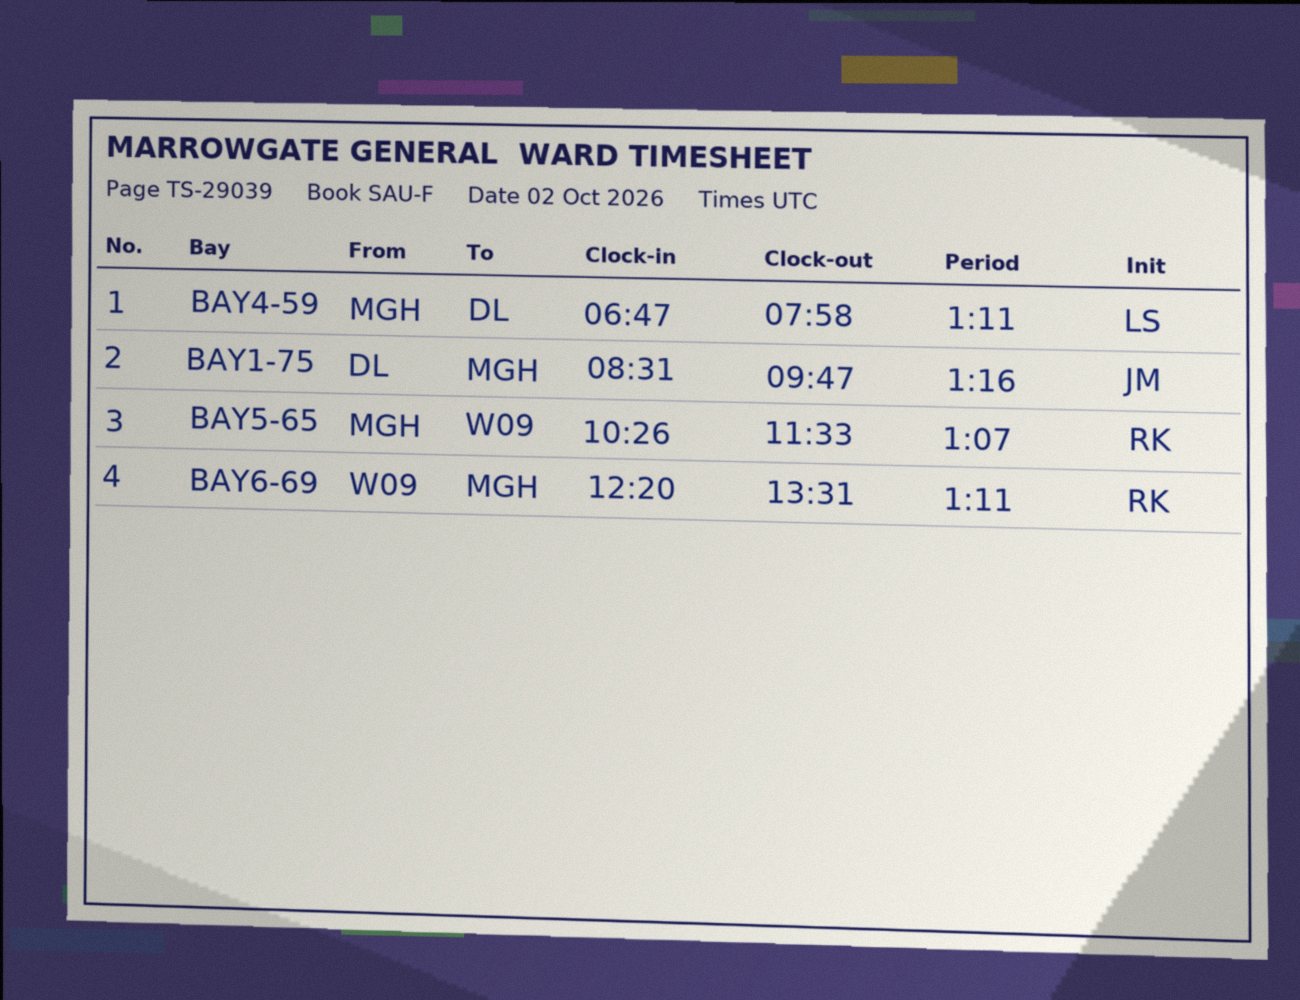 MARROWGATE GENERAL WARD TIMESHEET
Page TS-29039 Book SAU-F Date 02 Oct 2026 Times UTC
No. Bay From To Clock-in Clock-out Period Init
1 BAY4-59 MGH DL 06:47 07:58 1:11 LS
2 BAY1-75 DL MGH 08:31 09:47 1:16 JM
3 BAY5-65 MGH W09 10:26 11:33 1:07 RK
4 BAY6-69 W09 MGH 12:20 13:31 1:11 RK